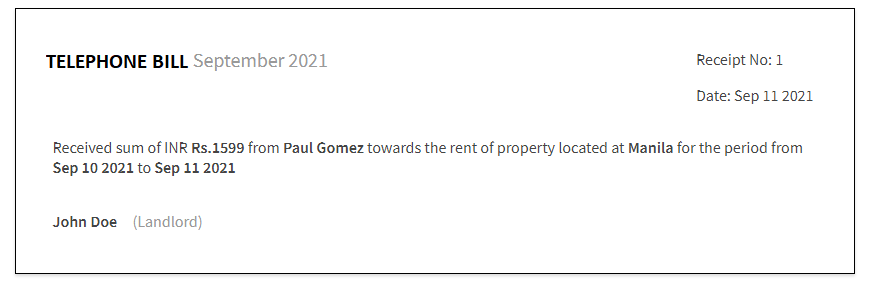 TELEPHONE BILL September 2021
Receipt No: 1
Date: Sep 11 2021
Received sum of INR Rs.1599 from Paul Gomez towards the rent of property located at Manila for the period from
Sep 10 2021 to Sep 11 2021
John Doe (Landlord)